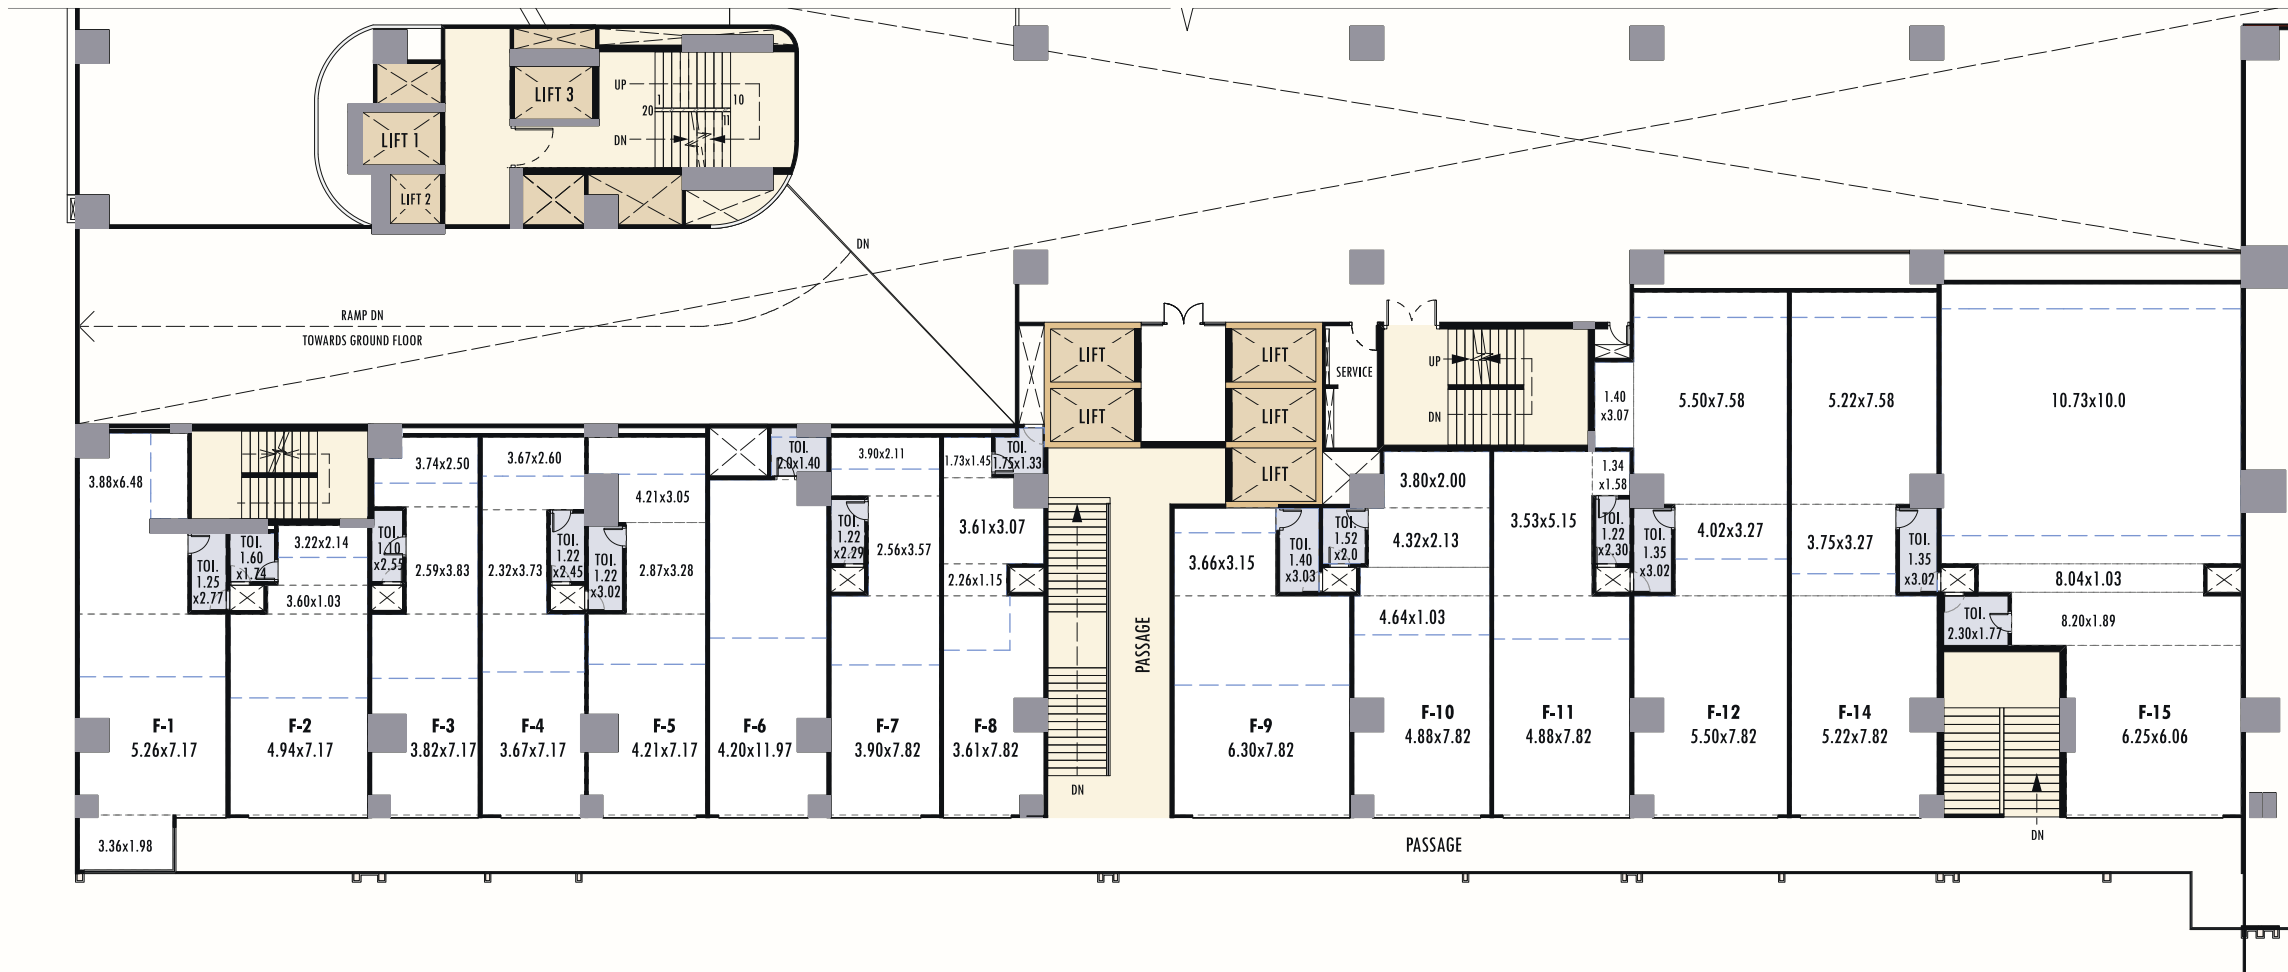 LIFT 3
UP
1
10
20
11
DN
LIFT 1
LIFT 2
DN
RAMP DN
TOWARDS GROUND FLOOR
LIFT
LIFT
SERVICE
UP
DN
LIFT
LIFT
LIFT
1.40
x3.07
5.50x7.58
5.22x7.58
10.73x10.0
3.88x6.48
3.74x2.50
3.67x2.60
4.21x3.05
TOI.
2.0x1.40
3.90x2.11
1.73x1.45
TOI.
1.75x1.33
3.80x2.00
1.34
x1.58
TOI.
1.25
x2.77
TOI.
1.60
x1.74
3.22x2.14
3.60x1.03
TOI.
1.10
x2.55
2.59x3.83
2.32x3.73
TOI.
1.22
x2.45
TOI.
1.22
x3.02
2.87x3.28
TOI.
1.22
x2.29
2.56x3.57
3.61x3.07
2.26x1.15
3.66x3.15
TOI.
1.40
x3.03
TOI.
1.52
x2.0
4.32x2.13
4.64x1.03
3.53x5.15
TOI.
1.22
x2.30
TOI.
1.35
x3.02
4.02x3.27
3.75x3.27
TOI.
1.35
x3.02
8.04x1.03
TOI.
2.30x1.77
8.20x1.89
PASSAGE
F-1
5.26x7.17
F-2
4.94x7.17
F-3
3.82x7.17
F-4
3.67x7.17
F-5
4.21x7.17
F-6
4.20x11.97
F-7
3.90x7.82
F-8
3.61x7.82
F-9
6.30x7.82
F-10
4.88x7.82
F-11
4.88x7.82
F-12
5.50x7.82
F-14
5.22x7.82
F-15
6.25x6.06
DN
DN
3.36x1.98
PASSAGE